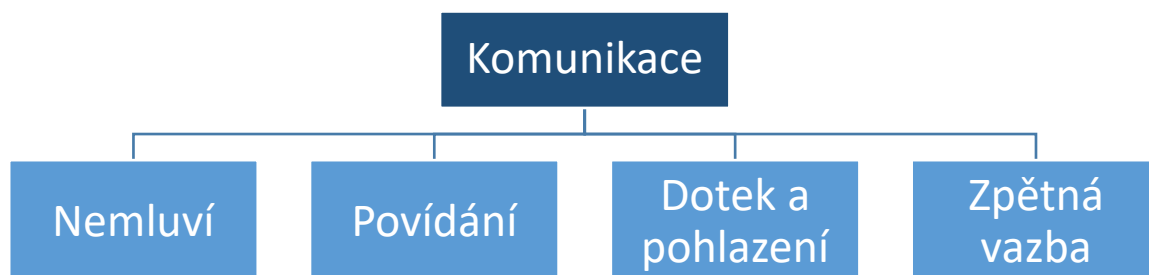 Komunikace
Nemluví
Povídání
Dotek a
pohlazení
Zpětná
vazba